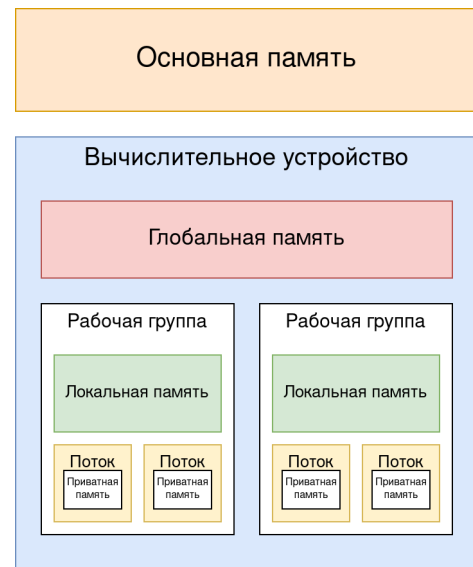 Основная память
Вычислительное устройство
Глобальная память
Рабочая группа
Локальная память
Поток
Приватная
память
Поток
Приватная
память
Рабочая группа
Локальная память
Поток
Приватная
память
Поток
Приватная
память